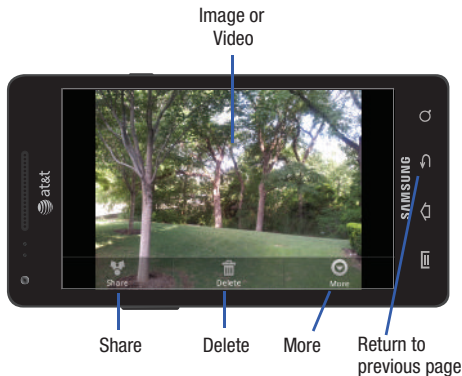 Image or
Video
at&t
SAMSUNG
Share
Delete
More
Share
Delete
More
Return to
previous page